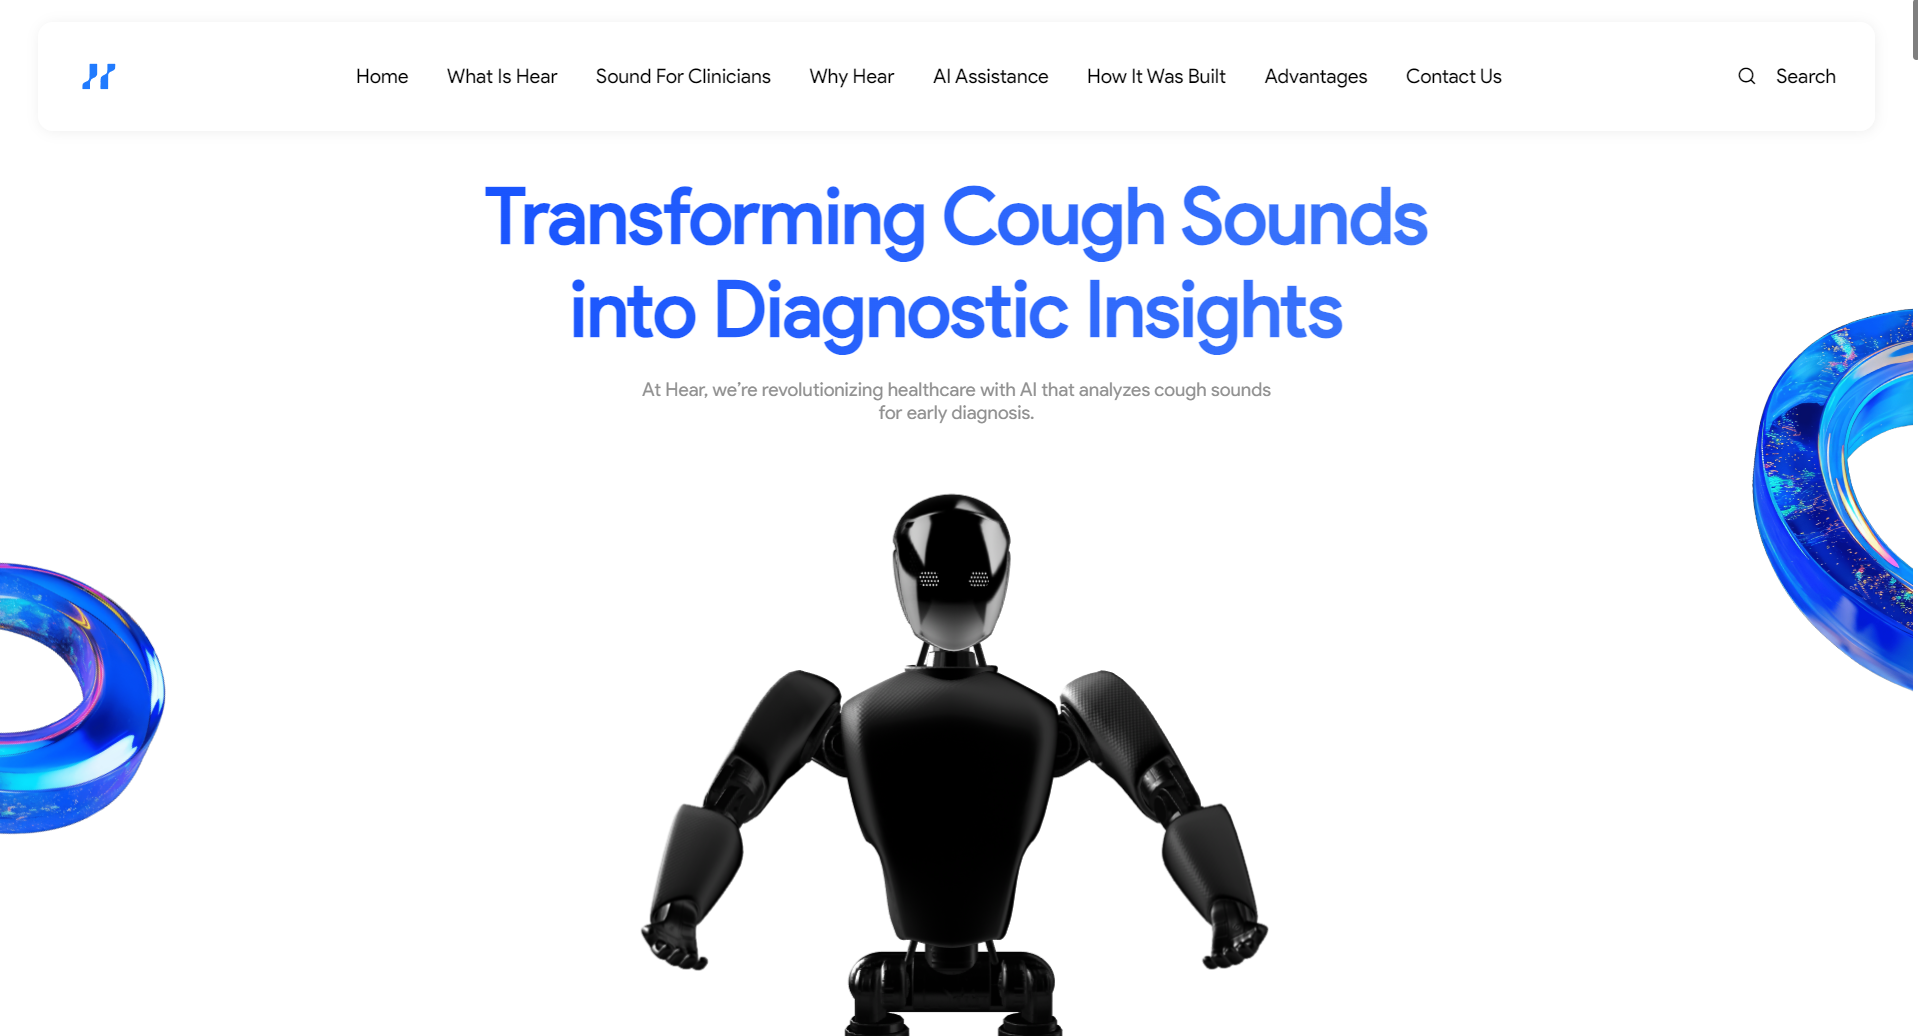 Home What Is Hear Sound For Clinicians Why Hear AI Assistance How It Was Built Advantages Contact Us Search
Transforming Cough Sounds
into Diagnostic Insights
At Hear, we’re revolutionizing healthcare with AI that analyzes cough sounds
for early diagnosis.